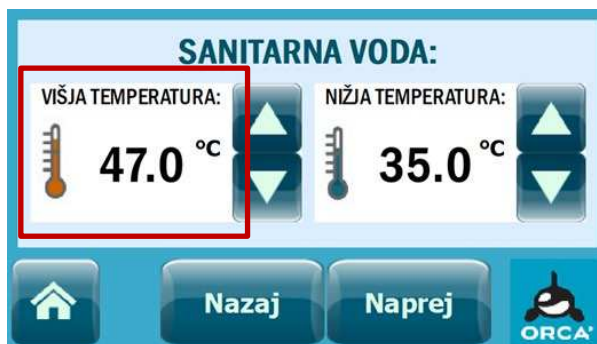 SANITARNA VODA:
VIŠJA TEMPERATURA:
47.0 °C
NIŽJA TEMPERATURA:
35.0 °C
Nazaj
Naprej
ORCA